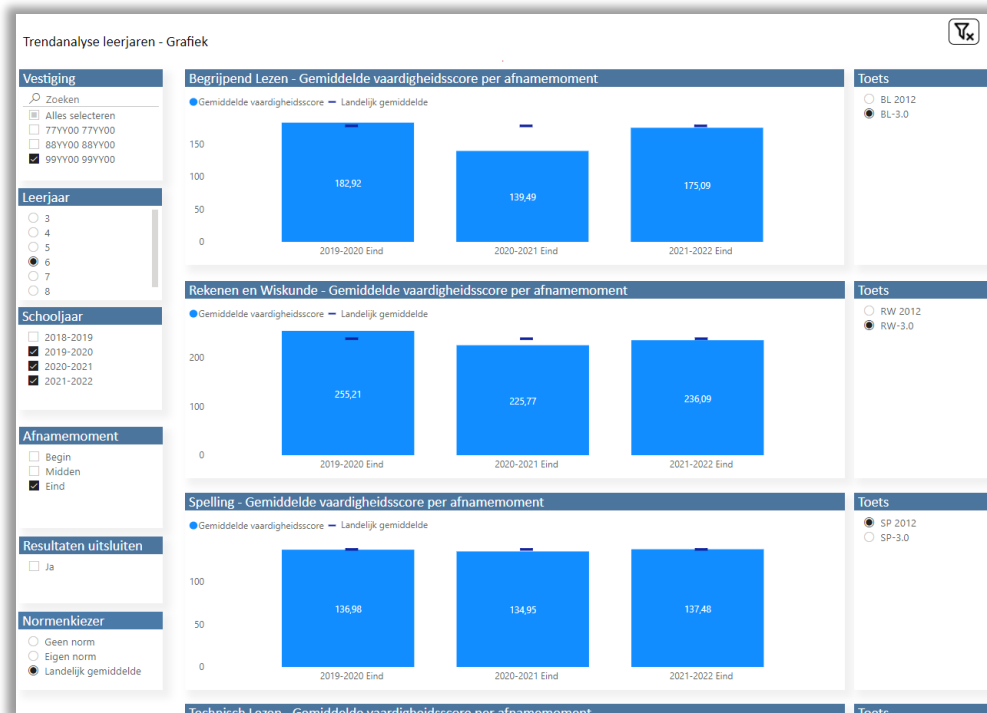 Trendanalyse leerjaren - Grafiek
Vestiging
Zoeken
Alles selecteren
77YY00 77YY00
88YY00 88YY00
99YY00 99YY00
Leerjaar
3
4
5
6
7
8
Schooljaar
2018-2019
2019-2020
2020-2021
2021-2022
Afnamemoment
Begin
Midden
Eind
Resultaten uitsluiten
Ja
Normenkiezer
Geen norm
Eigen norm
Landelijk gemiddelde
Begrijpend Lezen - Gemiddelde vaardigheidsscore per afnamemoment
Gemiddelde vaardigheidsscore Landelijk gemiddelde
150
100
50
0
182,92
139,49
175,09
2019-2020 Eind
2020-2021 Eind
2021-2022 Eind
Toets
BL 2012
BL-3.0
Rekenen en Wiskunde - Gemiddelde vaardigheidsscore per afnamemoment
Gemiddelde vaardigheidsscore Landelijk gemiddelde
200
100
0
255,21
225,77
236,09
2019-2020 Eind
2020-2021 Eind
2021-2022 Eind
Toets
RW 2012
RW-3.0
Spelling - Gemiddelde vaardigheidsscore per afnamemoment
Gemiddelde vaardigheidsscore Landelijk gemiddelde
100
50
0
136,98
134,95
137,48
2019-2020 Eind
2020-2021 Eind
2021-2022 Eind
Toets
SP 2012
SP-3.0
Technisch Lezen - Gemiddelde vaardigheidsscore per afnamemoment
Toets